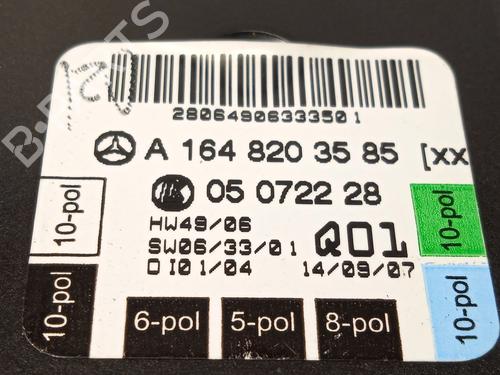 2806490633350 1
A 164 820 35 85 [xx
05 0722 28
HW49/06
SW06/33/01 Q01
DI01/04 14/09/07
10-pol
10-pol
10-pol
10-pol
6-pol
5-pol
8-pol
B-PARTS